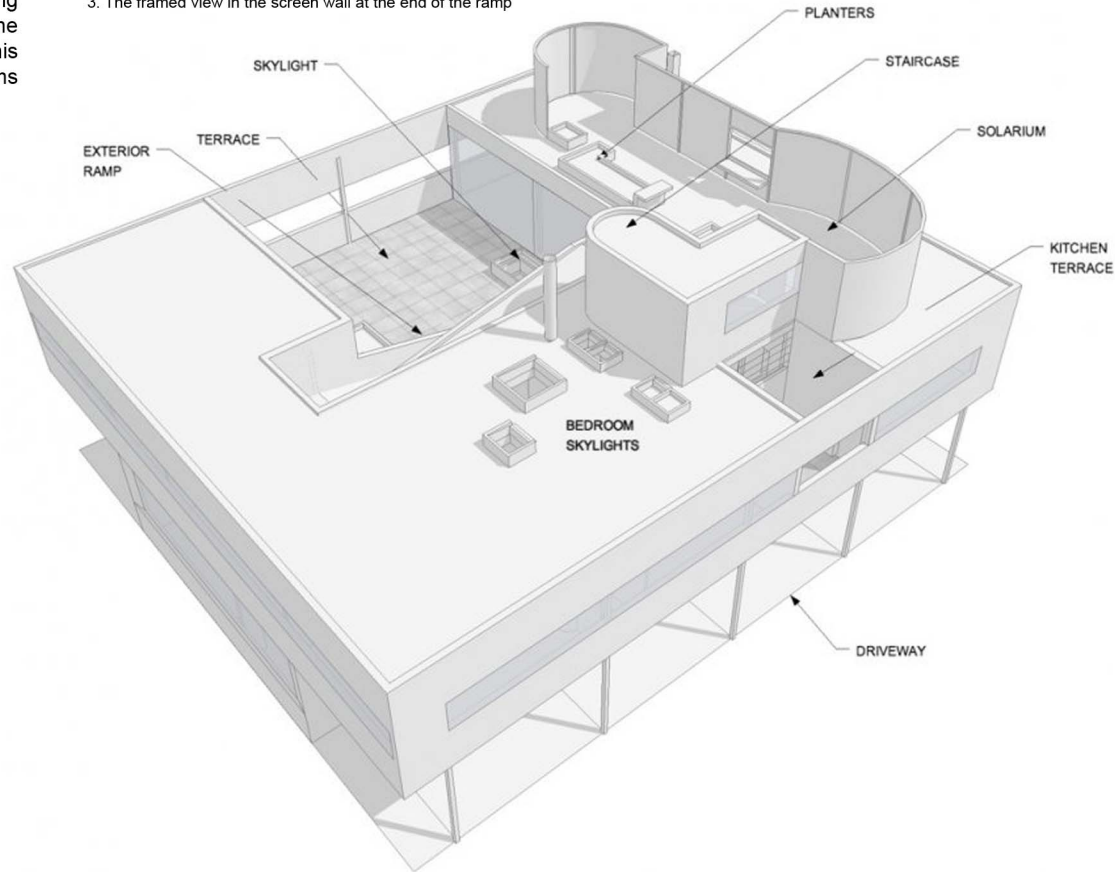 3. The framed view in the screen wall at the end of the ramp
PLANTERS
SKYLIGHT
STAIRCASE
TERRACE
SOLARIUM
EXTERIOR
RAMP
KITCHEN
TERRACE
BEDROOM
SKYLIGHTS
DRIVEWAY